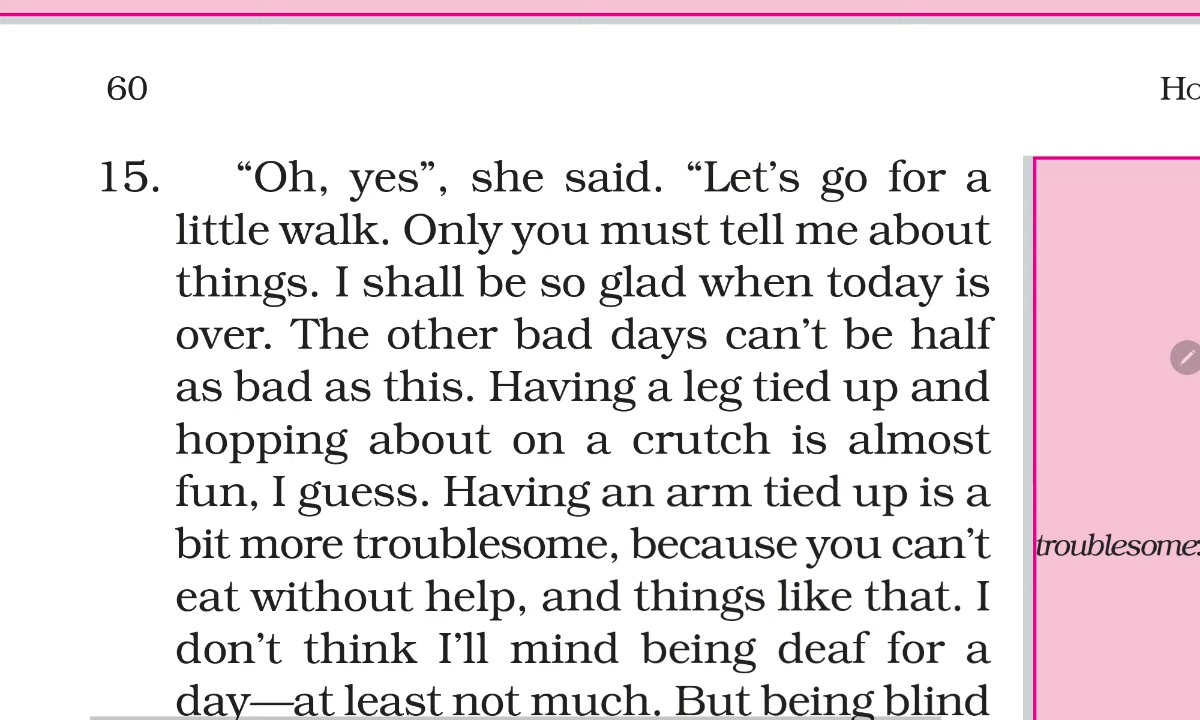 60
Ho
15. “Oh, yes”, she said. “Let’s go for a
little walk. Only you must tell me about
things. I shall be so glad when today is
over. The other bad days can’t be half
as bad as this. Having a leg tied up and
hopping about on a crutch is almost
fun, I guess. Having an arm tied up is a
bit more troublesome, because you can’t
troublesome:
eat without help, and things like that. I
don’t think I’ll mind being deaf for a
day—at least not much. But being blind